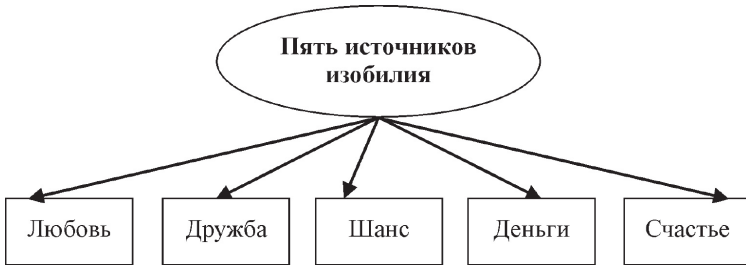 Пять источников
изобилия
Любовь
Дружба
Шанс
Деньги
Счастье